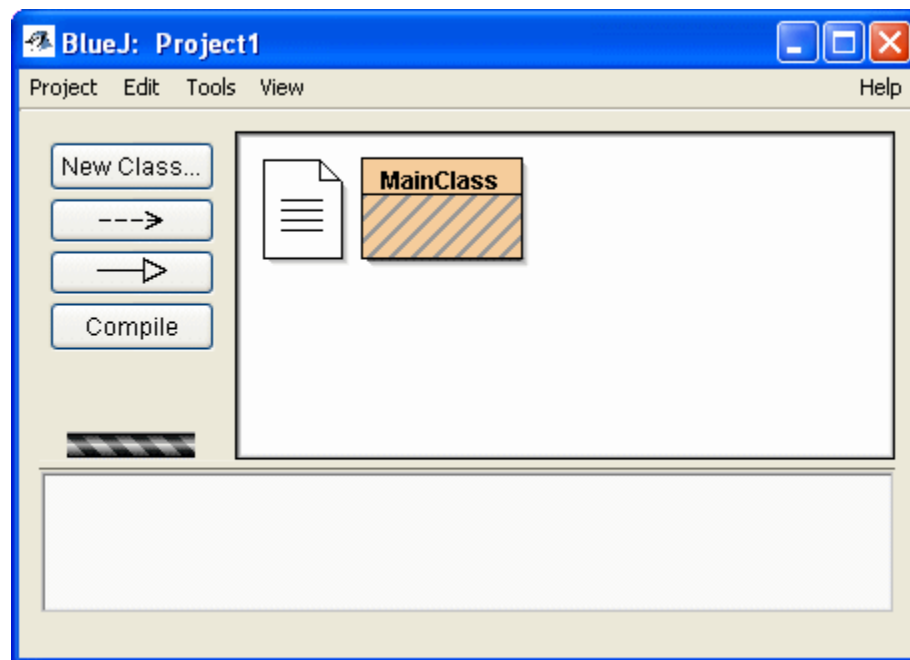 BlueJ: Project1
Project Edit Tools View Help
New Class...
MainClass
Compile